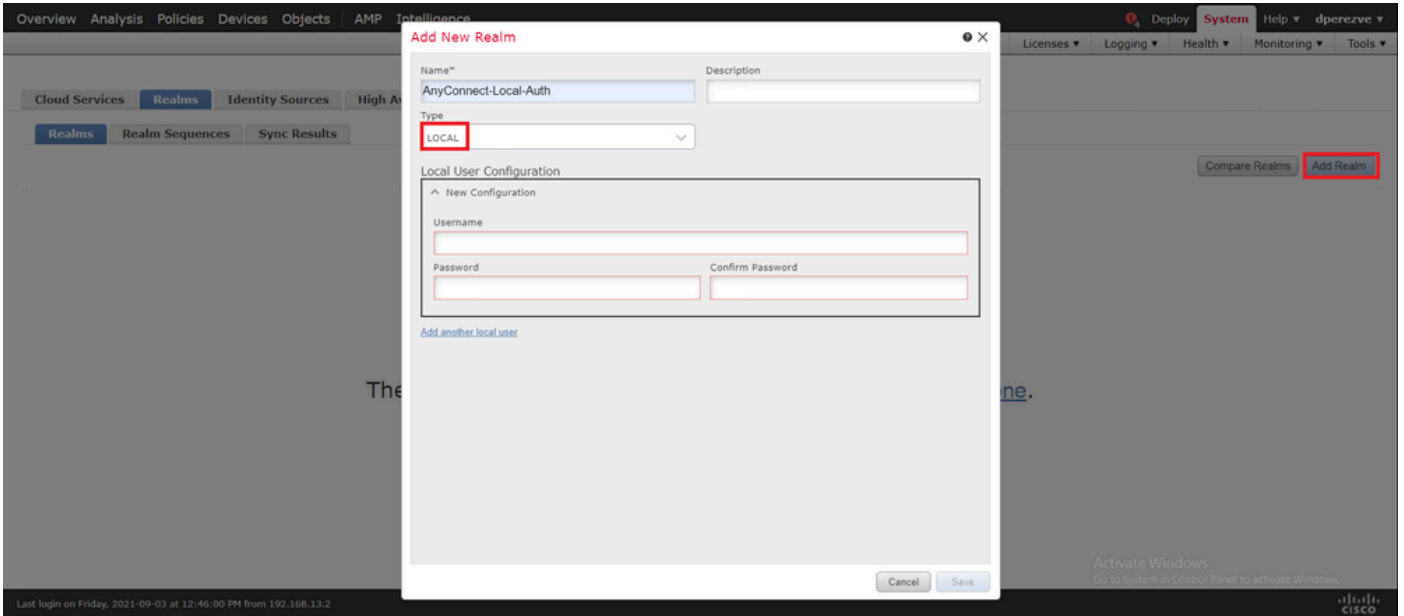 Overview Analysis Policies Devices Objects AMP Intelligence 4 Deploy System Help dperezve
Licenses Logging Health Monitoring Tools
Add New Realm
Name*
Description
AnyConnect-Local-Auth
Cloud Services Realms Identity Sources High Av
Type
LOCAL
Realms Realm Sequences Sync Results
Compare Realms Add Realm
Local User Configuration
New Configuration
Username
Password Confirm Password
Add another local user
The
ne.
Cancel Save
Activate Windows
Go to System in Control Panel to activate Windows.
Last login on Friday, 2021-09-03 at 12:46:00 PM from 192.168.13.2
CISCO